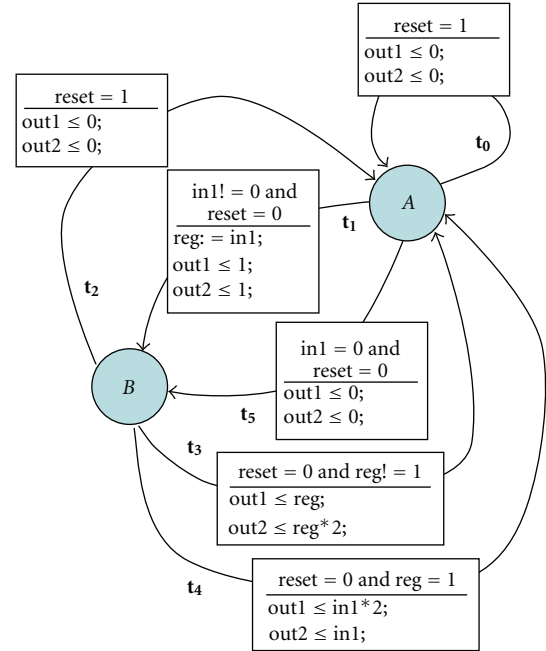 reset = 1
out1 ≤ 0;
out2 ≤ 0;
t0
reset = 1
out1 ≤ 0;
out2 ≤ 0;
in1! = 0 and
reset = 0
reg: = in1;
out1 ≤ 1;
out2 ≤ 1;
A
t1
t2
in1 = 0 and
reset = 0
out1 ≤ 0;
out2 ≤ 0;
B
t5
t3
reset = 0 and reg! = 1
out1 ≤ reg;
out2 ≤ reg*2;
t4
reset = 0 and reg = 1
out1 ≤ in1*2;
out2 ≤ in1;